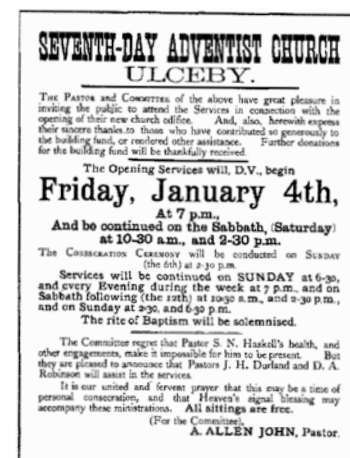 SEVENTH-DAY ADVENTIST CHURCH
ULCEBY.
THE PASTOR AND COMMITTEE of the above have great pleasure in
inviting the public to attend the Services in connection with the
opening of their new church edifice. And, also, herewith express
their sincere thanks to those who have contributed so generously to
the building fund, or rendered other assistance. Further donations
for the building fund will be thankfully received
The Opening Services will, D.V., begin
Friday, January 4th,
At 7 p.m.,
And be continued on the Sabbath, (Saturday)
at 10-30 a.m., and 2-30 p.m.
THE CONSECRATION CEREMONY will be conducted on SUNDAY
(the 6th) at 2-30 p.m.
Services will be continued on SUNDAY at 6-30,
and every Evening during the week at 7 p.m., and on
Sabbath following (the 12th) at 10-30 a.m., and 2-30 p.m.,
and on Sunday at 2-30, and 6-30 p.m.
The rite of Baptism will be solemnised.
The Committee regret that Pastor S. N. Haskell's health, and
other engagements, make it impossible for him to be present. But
they are pleased to announce that Pastors J. H. Durland and D. A.
Robinson will assist in the services.
It is our united and fervent prayer that this may be a time of
personal consecration, and that Heaven's signal blessing may
accompany these ministrations. All sittings are free.
(For the Committee),
A. ALLEN JOHN, Pastor.